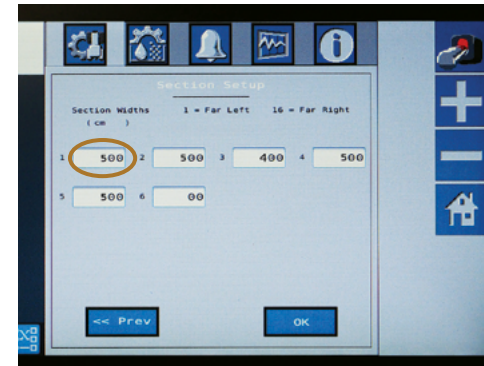 Section Setup
Section Widths 1 = Far Left 16 = Far Right
( cm )
1 500 2 500 3 400 4 500
5 500 6 00
<< Prev OK